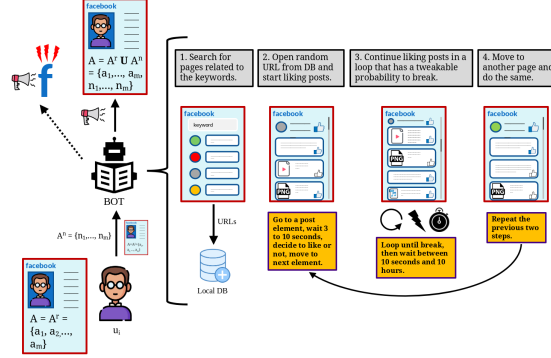 facebook
A = Aʳ U Aⁿ
= {a₁,..., aₘ,
n₁,..., nₘ}
f
BOT
Aⁿ = {n₁,..., nₘ}
facebook
A = Aʳ =
{a₁, a₂,...,
aₘ}
uᵢ
1. Search for
pages related to
the keywords.
2. Open random
URL from DB and
start liking posts.
3. Continue liking posts in a
loop that has a tweakable
probability to break.
4. Move to
another page and
do the same.
facebook
keyword
URLs
Local DB
facebook
PNG
Go to a post
element, wait 3
to 10 seconds,
decide to like or
not, move to
next element.
facebook
PNG
Loop until break,
then wait between
10 seconds and 10
hours.
facebook
PNG
Repeat the
previous two
steps.